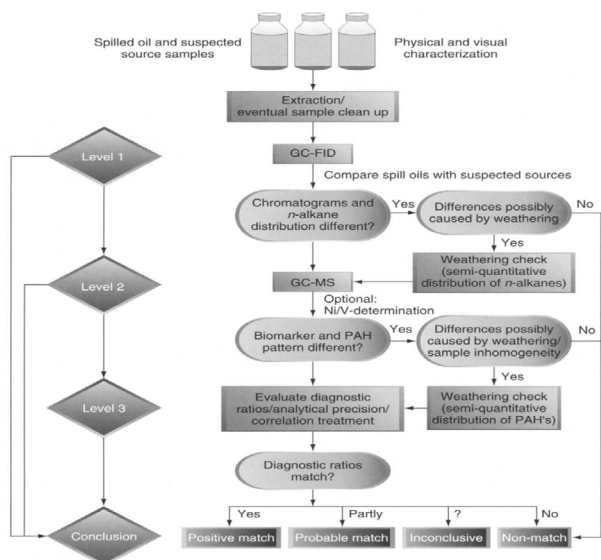 Spilled oil and suspected
source samples
Physical and visual
characterization
Extraction/
eventual sample clean up
Level 1
GC-FID
Compare spill oils with suspected sources
Chromatograms and
n-alkane
distribution different?
Yes
Differences possibly
caused by weathering
No
Yes
Weathering check
(semi-quantitative
distribution of n-alkanes)
Level 2
GC-MS
Optional:
Ni/V-determination
Biomarker and PAH
pattern different?
Yes
Differences possibly
caused by weathering/
sample inhomogeneity
No
Yes
Weathering check
(semi-quantitative
distribution of PAH's)
Level 3
Evaluate diagnostic
ratios/analytical precision/
correlation treatment
Diagnostic ratios
match?
Yes
Partly
?
No
Conclusion
Positive match
Probable match
Inconclusive
Non-match